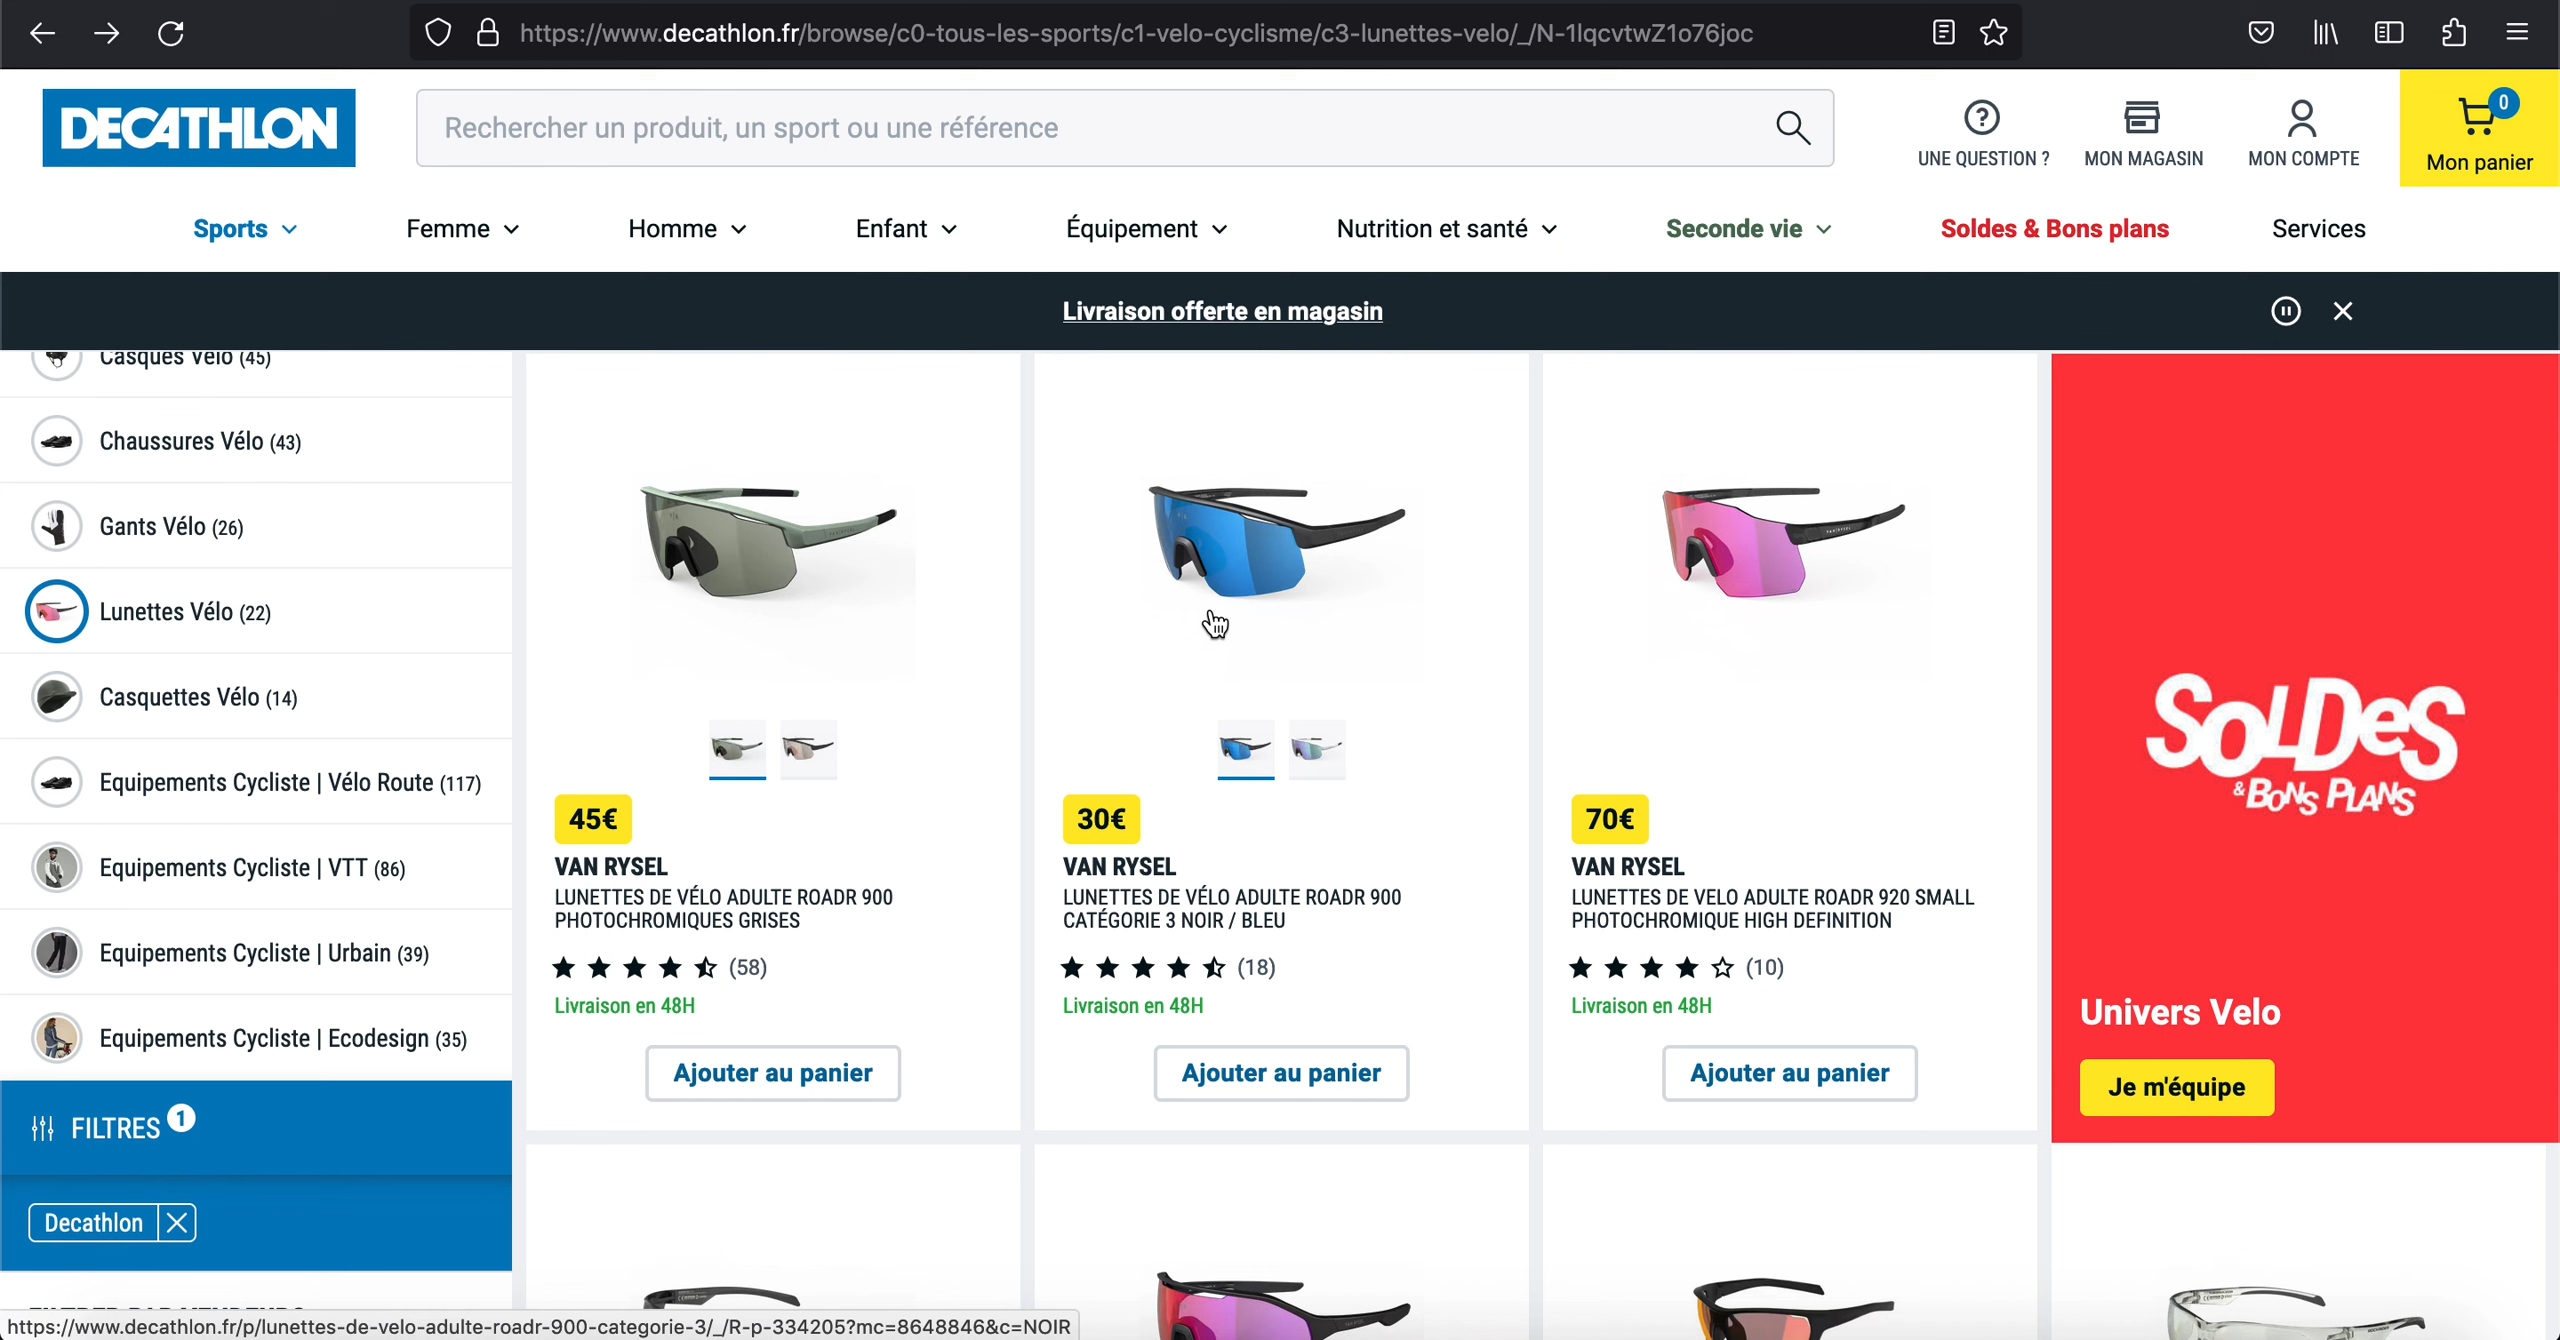 https://www.decathlon.fr/browse/c0-tous-les-sports/c1-velo-cyclisme/c3-lunettes-velo/_/N-1lqcvtwZ1o76joc
DECATHLON
Rechercher un produit, un sport ou une référence
UNE QUESTION ?
MON MAGASIN
MON COMPTE
0
Mon panier
Sports
Femme
Homme
Enfant
Équipement
Nutrition et santé
Seconde vie
Soldes & Bons plans
Services
Livraison offerte en magasin
Casques Vélo (45)
Chaussures Vélo (43)
Gants Vélo (26)
Lunettes Vélo (22)
Casquettes Vélo (14)
Equipements Cycliste | Vélo Route (117)
Equipements Cycliste | VTT (86)
Equipements Cycliste | Urbain (39)
Equipements Cycliste | Ecodesign (35)
FILTRES 1
Decathlon
45€
VAN RYSEL
LUNETTES DE VÉLO ADULTE ROADR 900
PHOTOCHROMIQUES GRISES
(58)
Livraison en 48H
Ajouter au panier
30€
VAN RYSEL
LUNETTES DE VÉLO ADULTE ROADR 900
CATÉGORIE 3 NOIR / BLEU
(18)
Livraison en 48H
Ajouter au panier
70€
VAN RYSEL
LUNETTES DE VELO ADULTE ROADR 920 SMALL
PHOTOCHROMIQUE HIGH DEFINITION
(10)
Livraison en 48H
Ajouter au panier
SOLDES
& BONS PLANS
Univers Velo
Je m'équipe
https://www.decathlon.fr/p/lunettes-de-velo-adulte-roadr-900-categorie-3/_/R-p-334205?mc=8648846&c=NOIR